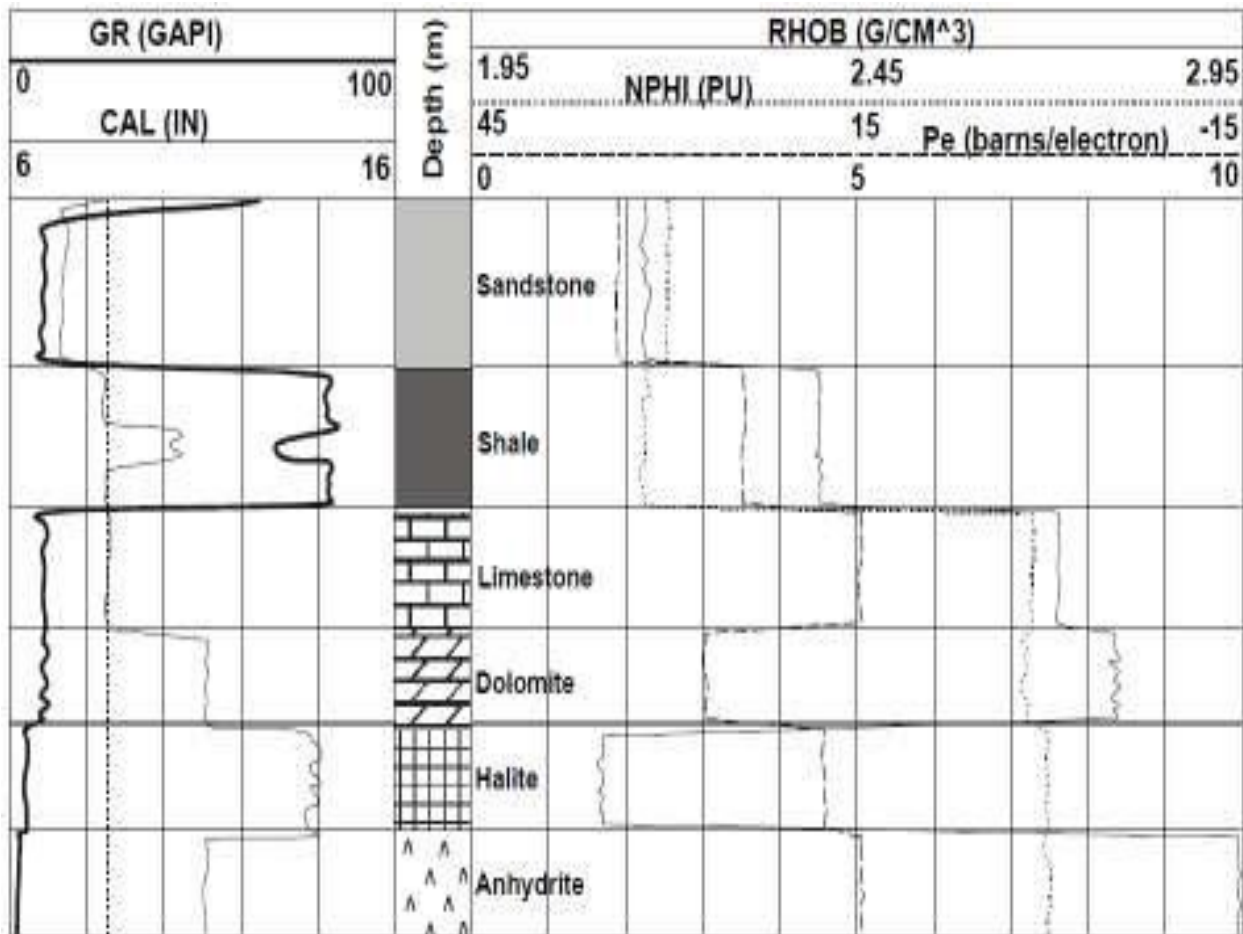 GR (GAPI)
0 100
CAL (IN)
6 16
Depth (m)
RHOB (G/CM^3)
1.95 2.45 2.95
NPHI (PU)
45 15 -15
Pe (barns/electron)
0 5 10
Sandstone
Shale
Limestone
Dolomite
Halite
Anhydrite